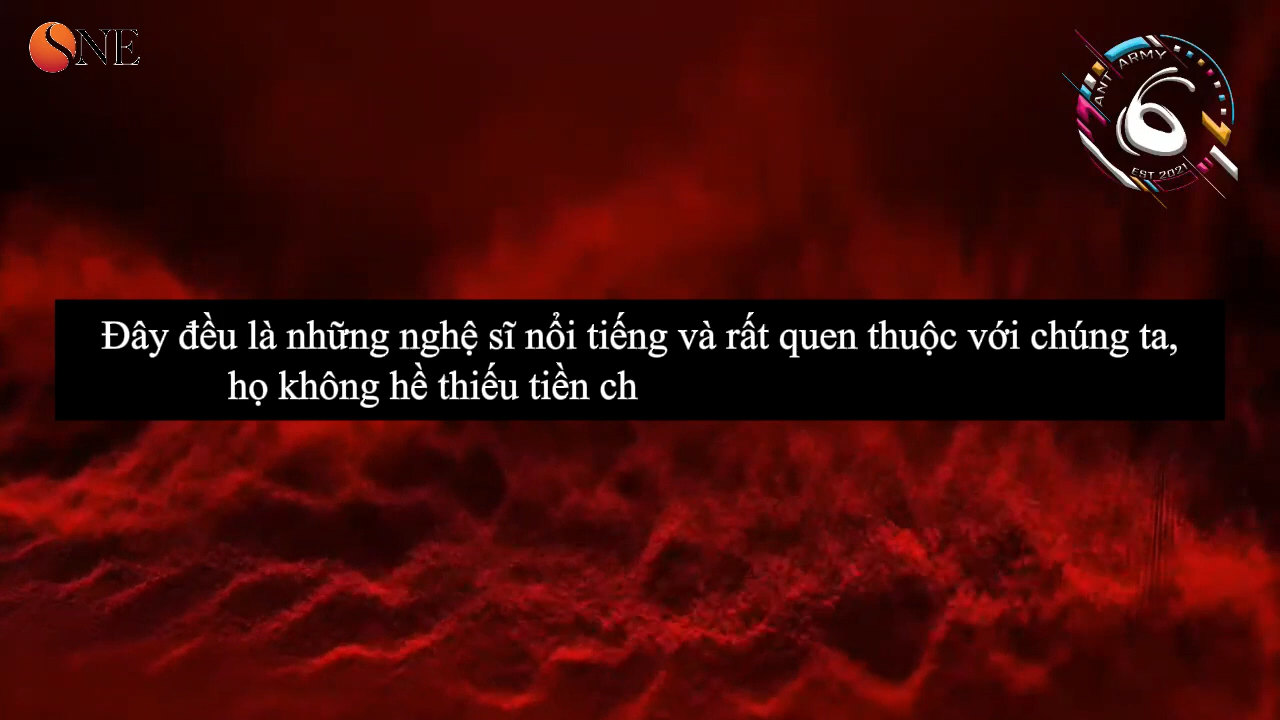 SNE
ANT ARMY
6
EST 2021
Đây đều là những nghệ sĩ nổi tiếng và rất quen thuộc với chúng ta,
họ không hề thiếu tiền ch